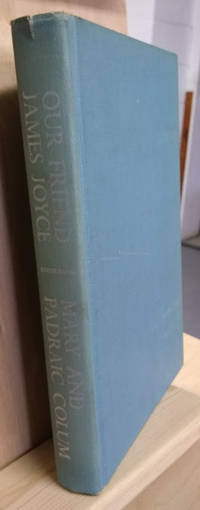 OUR FRIEND
JAMES JOYCE
MARY AND
PADRAIC COLUM